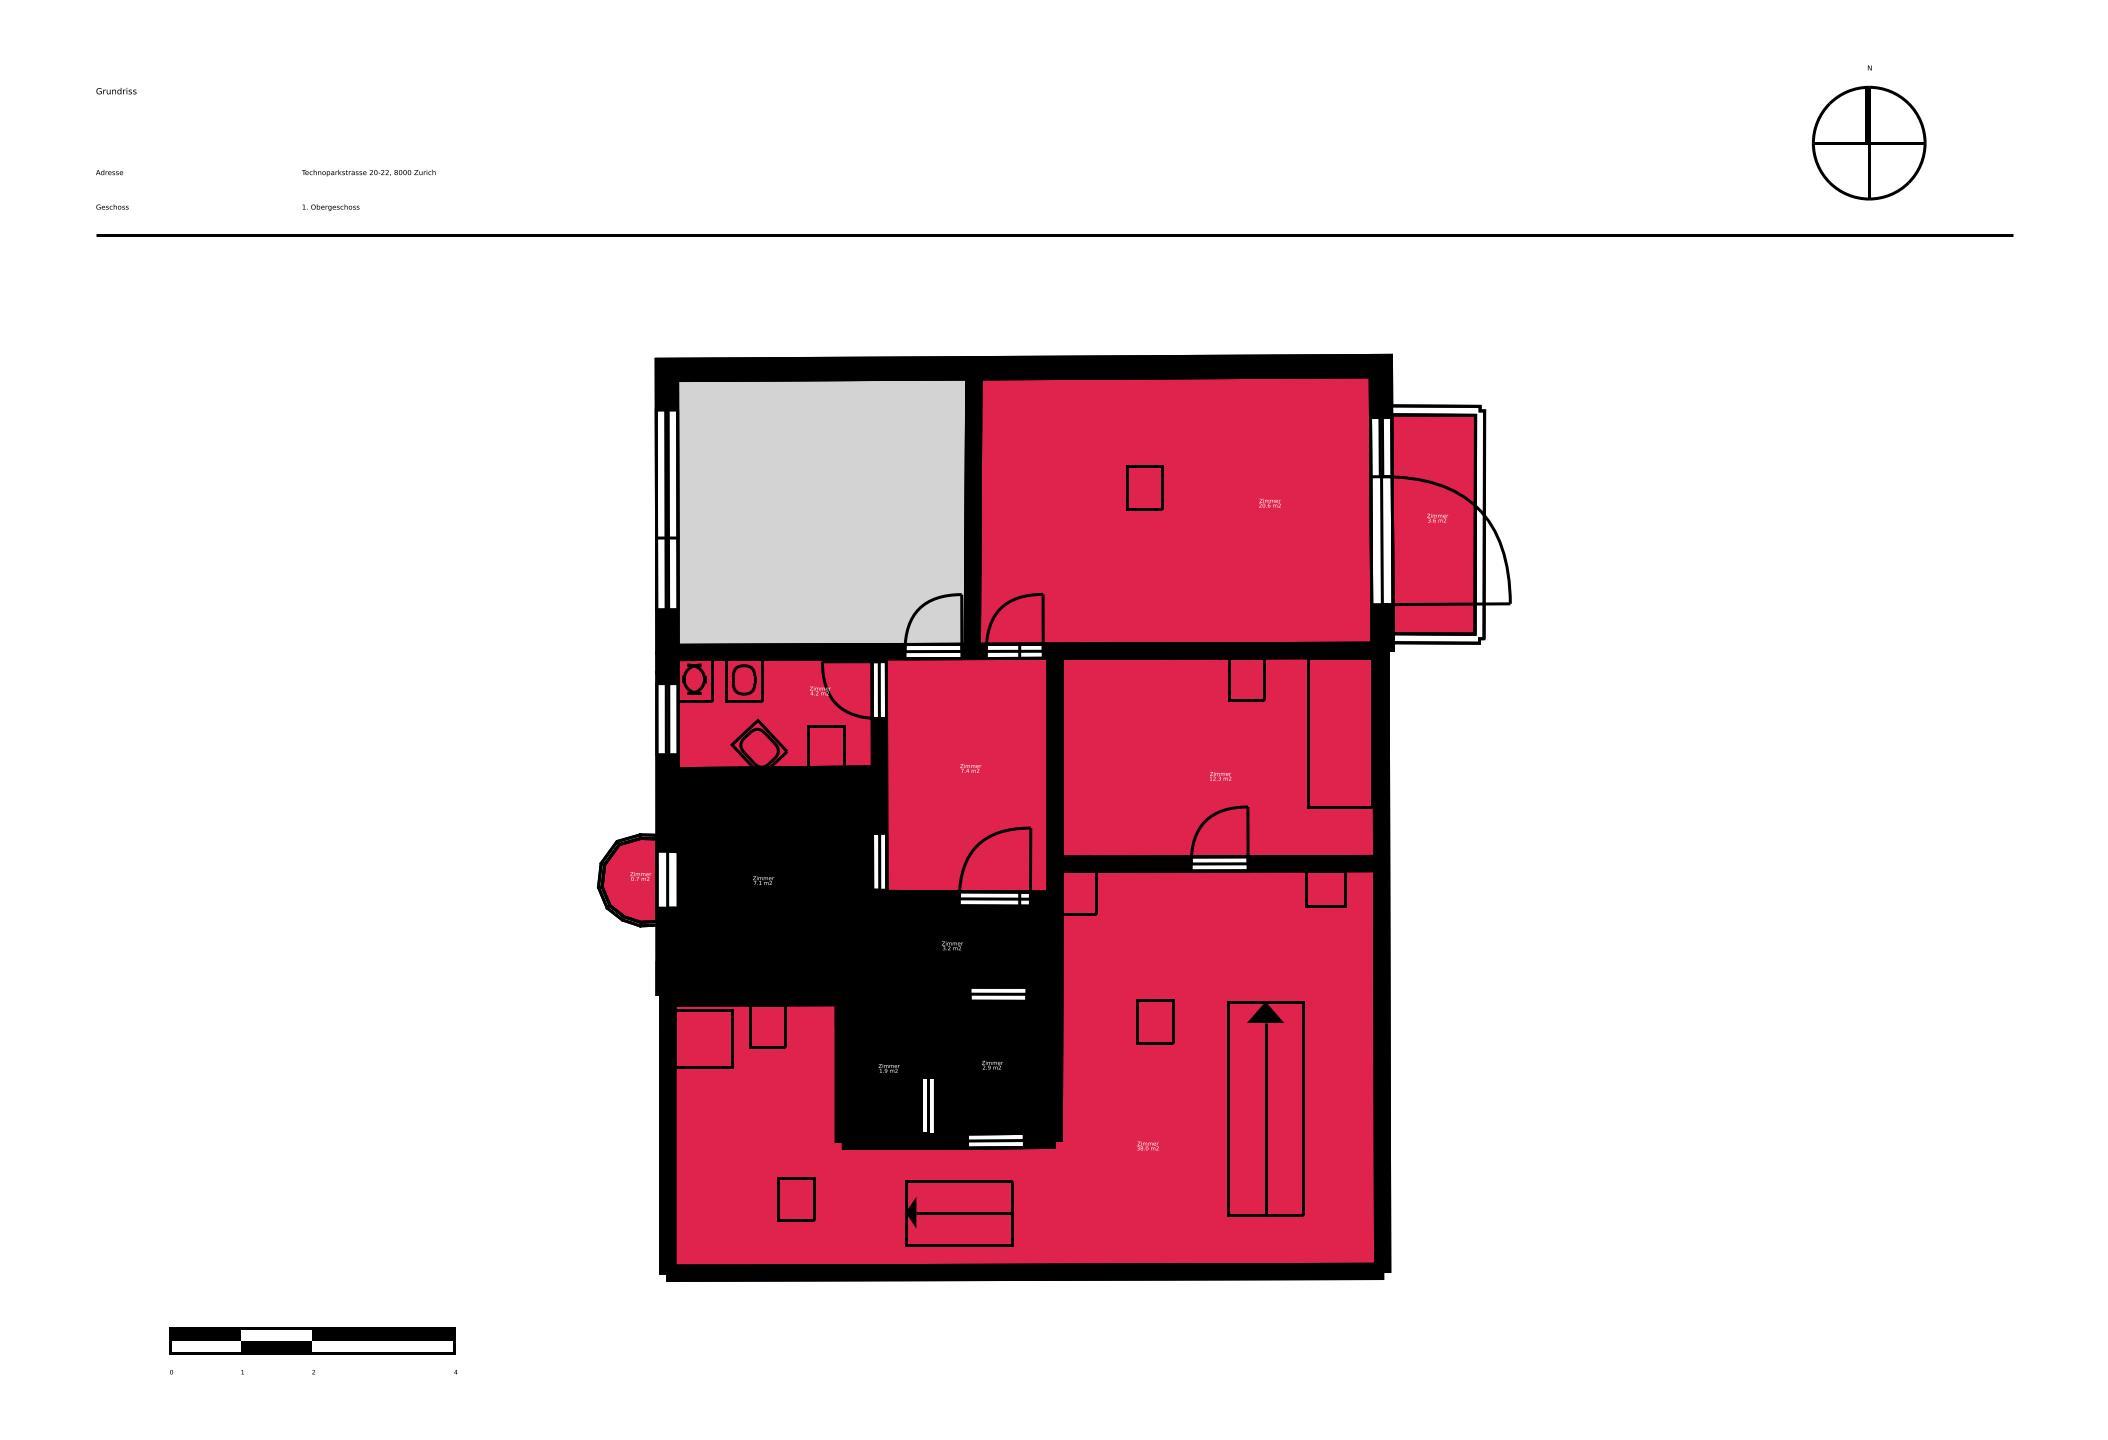 N
Grundriss
Adresse Technoparkstrasse 20-22, 8000 Zurich
Geschoss 1. Obergeschoss
Zimmer
20.6 m2
Zimmer
3.6 m2
Zimmer
4.2 m2
Zimmer
7.4 m2
Zimmer
12.3 m2
Zimmer
0.7 m2
Zimmer
7.1 m2
Zimmer
3.2 m2
Zimmer
1.9 m2
Zimmer
2.9 m2
Zimmer
38.0 m2
0 1 2 4